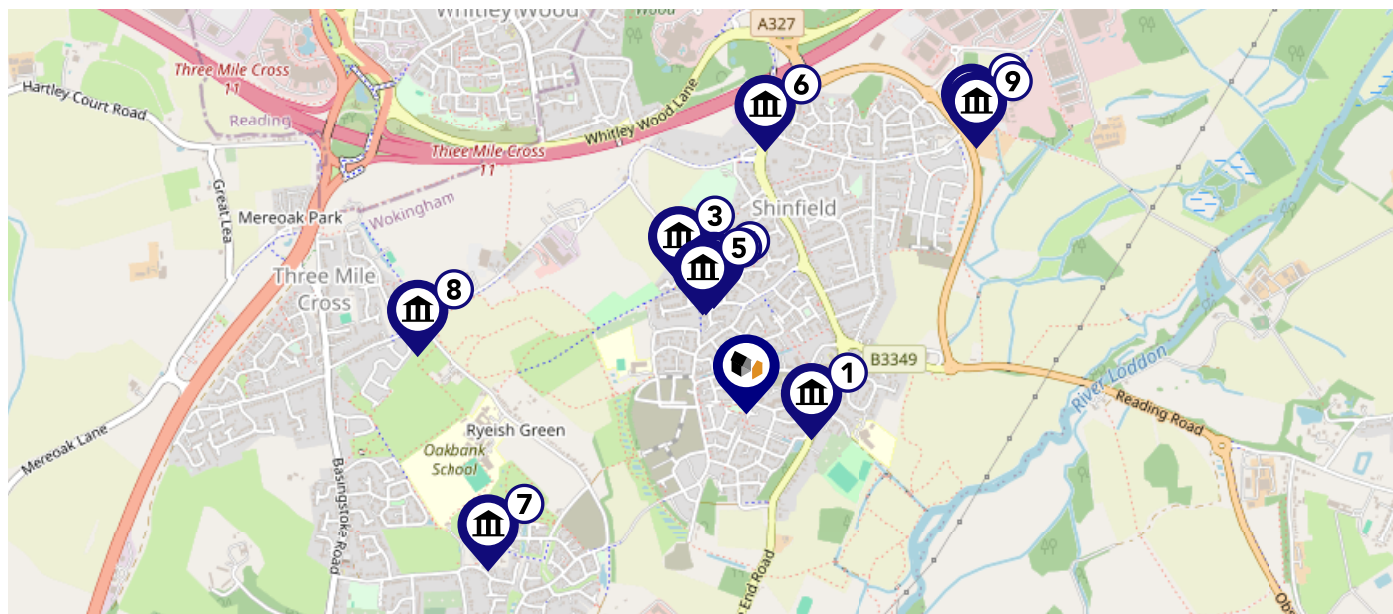 Whitley Wood
Wood
A327
Three Mile Cross
11
6
9
Hartley Court Road
Reading
Whitley Wood Lane
Three Mile Cross
11
Great Lea
Mereoak Park
Wokingham
Shinfield
3
5
Three Mile
Cross
8
B3349
1
River Loddon
Reading Road
Mereoak Lane
Ryeish Green
Oakbank
School
Basingstoke Road
7
End Road